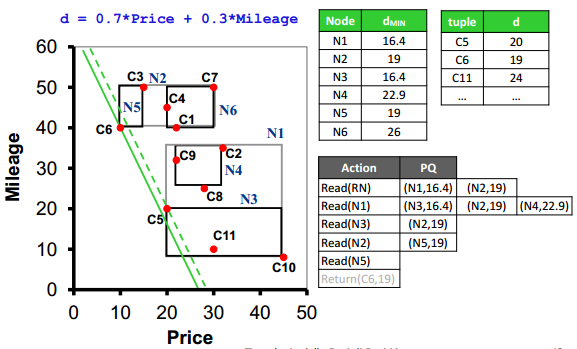 d = 0.7*Price + 0.3*Mileage
60
50
40
30
20
10
0
Mileage
0 10 20 30 40 50
Price
C3 N2 C7
N5 C4 N6
C6 C1
N1
C9 C2
N4
C8
N3
C5
C11
C10
Node dMIN
N1 16.4
N2 19
N3 16.4
N4 22.9
N5 19
N6 26
tuple d
C5 20
C6 19
C11 24
... ...
Action PQ
Read(RN) (N1,16.4) (N2,19)
Read(N1) (N3,16.4) (N2,19) (N4,22.9)
Read(N3) (N2,19)
Read(N2) (N5,19)
Read(N5)
Return(C6,19)